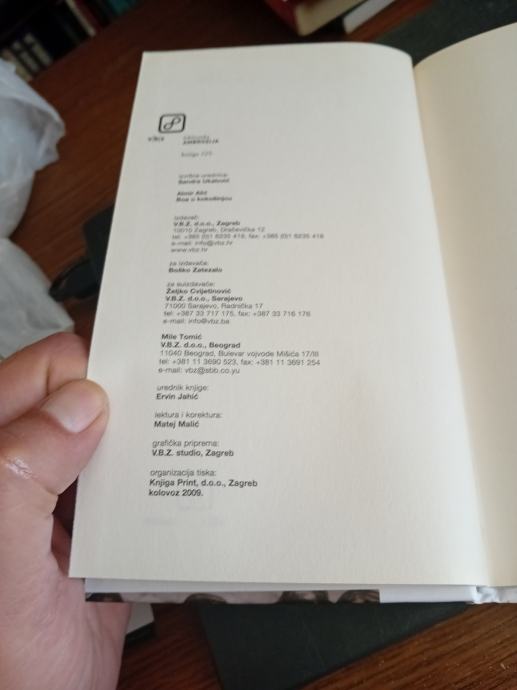 v|b|z
biblioteka
AMBROZIJA
knjiga 225
izvršna urednica:
Sandra Ukalović
Almir Alić
Boa u kokošinjcu
izdavač:
V.B.Z. d.o.o., Zagreb
10010 Zagreb, Dračevička 12
tel: +385 (0)1 6235 419, fax: +385 (0)1 6235 418
e-mail: info@vbz.hr
www.vbz.hr
za izdavača:
Boško Zatezalo
za suizdavače:
Željko Cvijetinović
V.B.Z. d.o.o., Sarajevo
71000 Sarajevo, Radnička 17
tel: +387 33 717 175, fax: +387 33 716 176
e-mail: info@vbz.ba
Mile Tomić
V.B.Z. d.o.o., Beograd
11040 Beograd, Bulevar vojvode Mišića 17/III
tel: +381 11 3690 523, fax: +381 11 3691 254
e-mail: vbz@sbb.co.yu
urednik knjige:
Ervin Jahić
lektura i korektura:
Matej Malić
grafička priprema:
V.B.Z. studio, Zagreb
organizacija tiska:
Knjiga Print, d.o.o., Zagreb
kolovoz 2009.